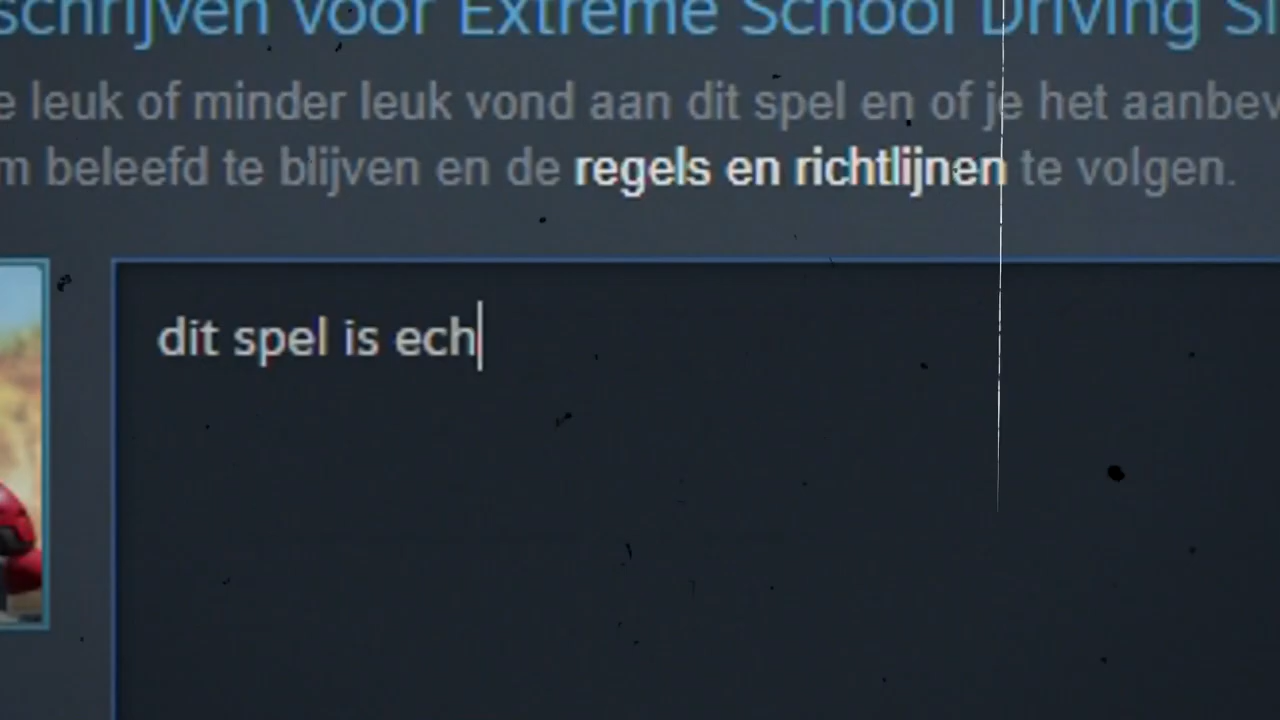 schrijven voor Extreme School Driving
e leuk of minder leuk vond aan dit spel en of je het aanbev
m beleefd te blijven en de regels en richtlijnen te volgen.
dit spel is ech